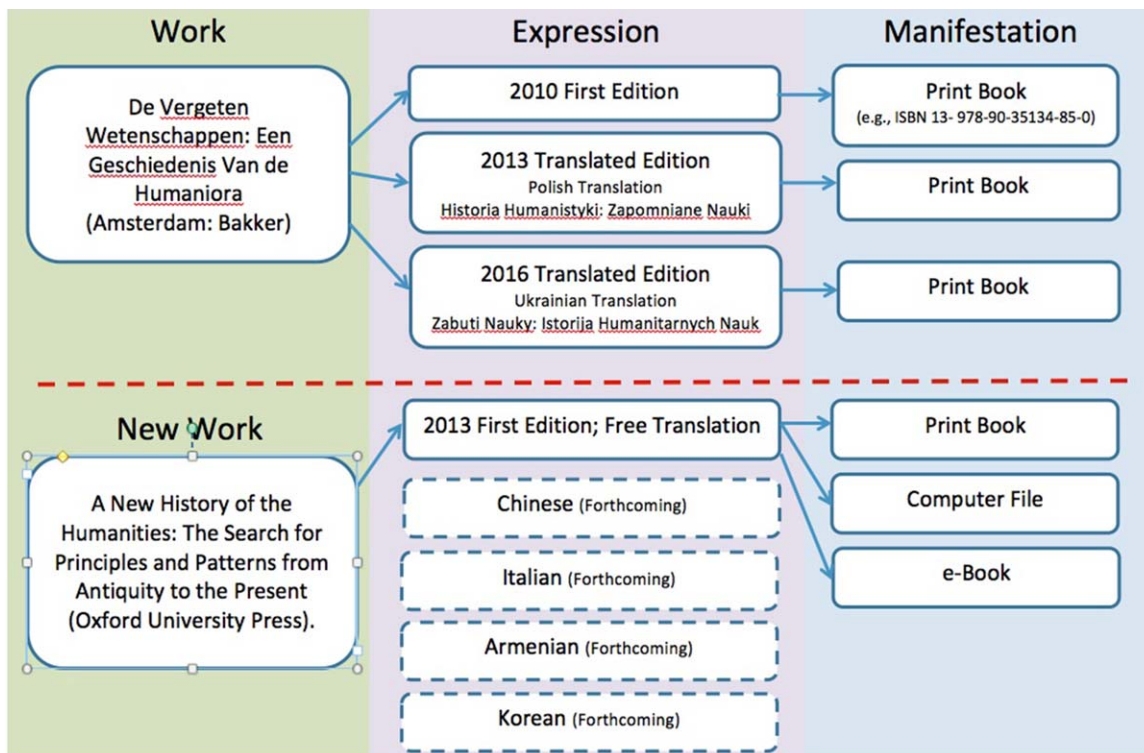 Work
Expression
Manifestation
De Vergeten
Wetenschappen: Een
Geschiedenis Van de
Humaniora
(Amsterdam: Bakker)
2010 First Edition
Print Book
(e.g., ISBN 13- 978-90-35134-85-0)
2013 Translated Edition
Polish Translation
Historia Humanistyki: Zapomniane Nauki
Print Book
2016 Translated Edition
Ukrainian Translation
Zabuti Nauky: Istorija Humanitarnych Nauk
Print Book
New Work
A New History of the
Humanities: The Search for
Principles and Patterns from
Antiquity to the Present
(Oxford University Press).
2013 First Edition; Free Translation
Chinese (Forthcoming)
Italian (Forthcoming)
Armenian (Forthcoming)
Korean (Forthcoming)
Print Book
Computer File
e-Book